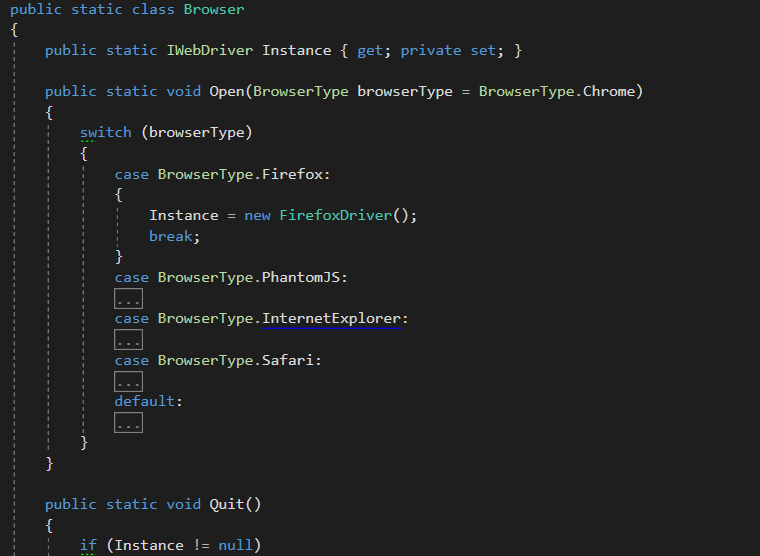 public static class Browser
{
public static IWebDriver Instance { get; private set; }
public static void Open(BrowserType browserType = BrowserType.Chrome)
{
switch (browserType)
{
case BrowserType.Firefox:
{
Instance = new FirefoxDriver();
break;
}
case BrowserType.PhantomJS:
...
case BrowserType.InternetExplorer:
...
case BrowserType.Safari:
...
default:
...
}
}
public static void Quit()
{
if (Instance != null)